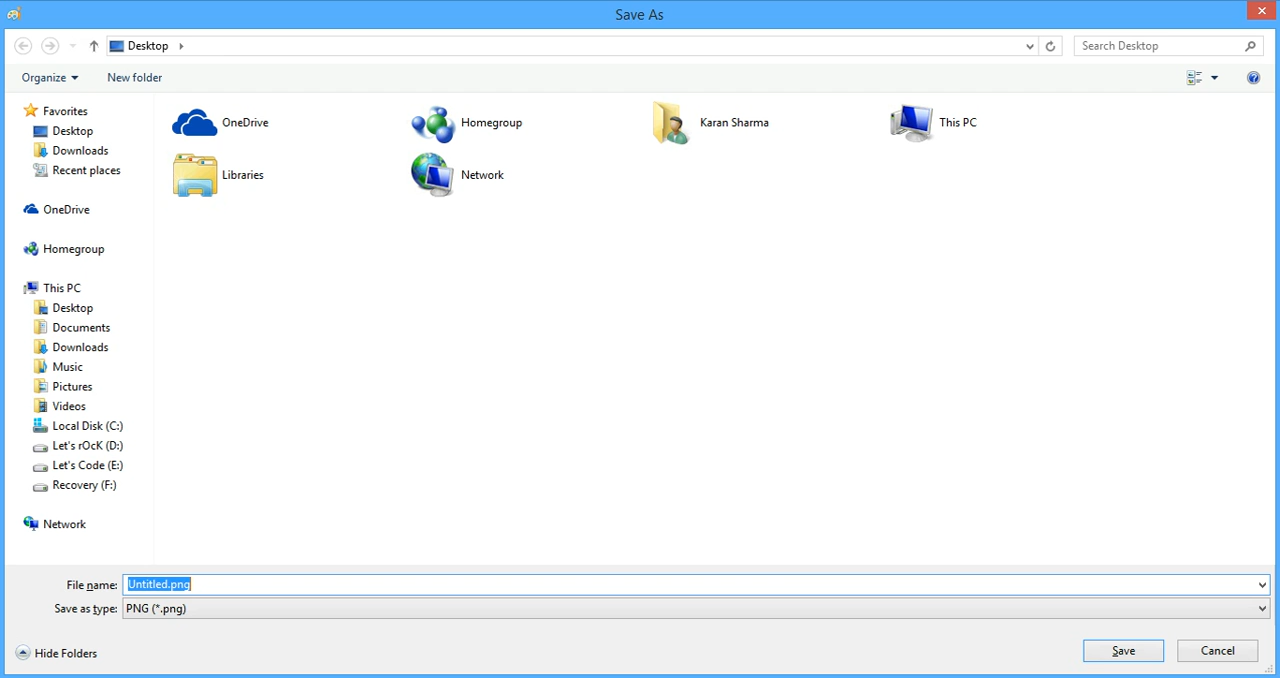 Save As
Desktop
Search Desktop
Organize
New folder
Favorites
Desktop
Downloads
Recent places
OneDrive
Homegroup
This PC
Desktop
Documents
Downloads
Music
Pictures
Videos
Local Disk (C:)
Let's rOcK (D:)
Let's Code (E:)
Recovery (F:)
Network
OneDrive
Homegroup
Karan Sharma
This PC
Libraries
Network
File name: Untitled.png
Save as type: PNG (*.png)
Hide Folders
Save
Cancel